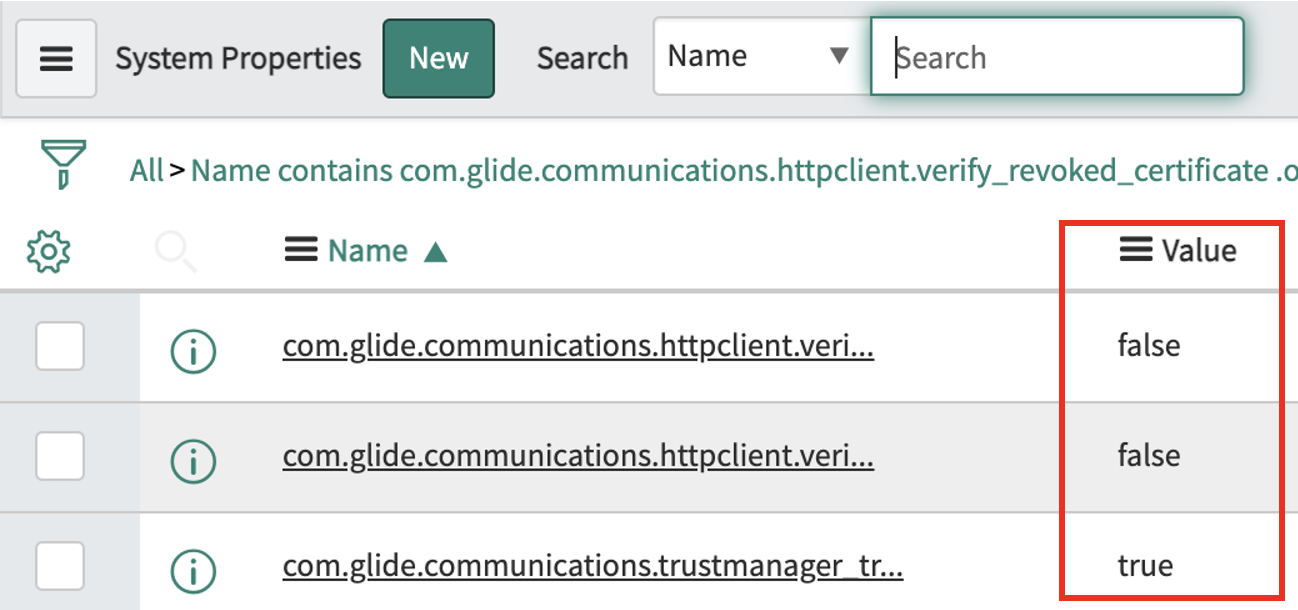 System Properties New Search Name Search
All > Name contains com.glide.communications.httpclient.verify_revoked_certificate .o
Name Value
com.glide.communications.httpclient.veri... false
com.glide.communications.httpclient.veri... false
com.glide.communications.trustmanager_tr... true